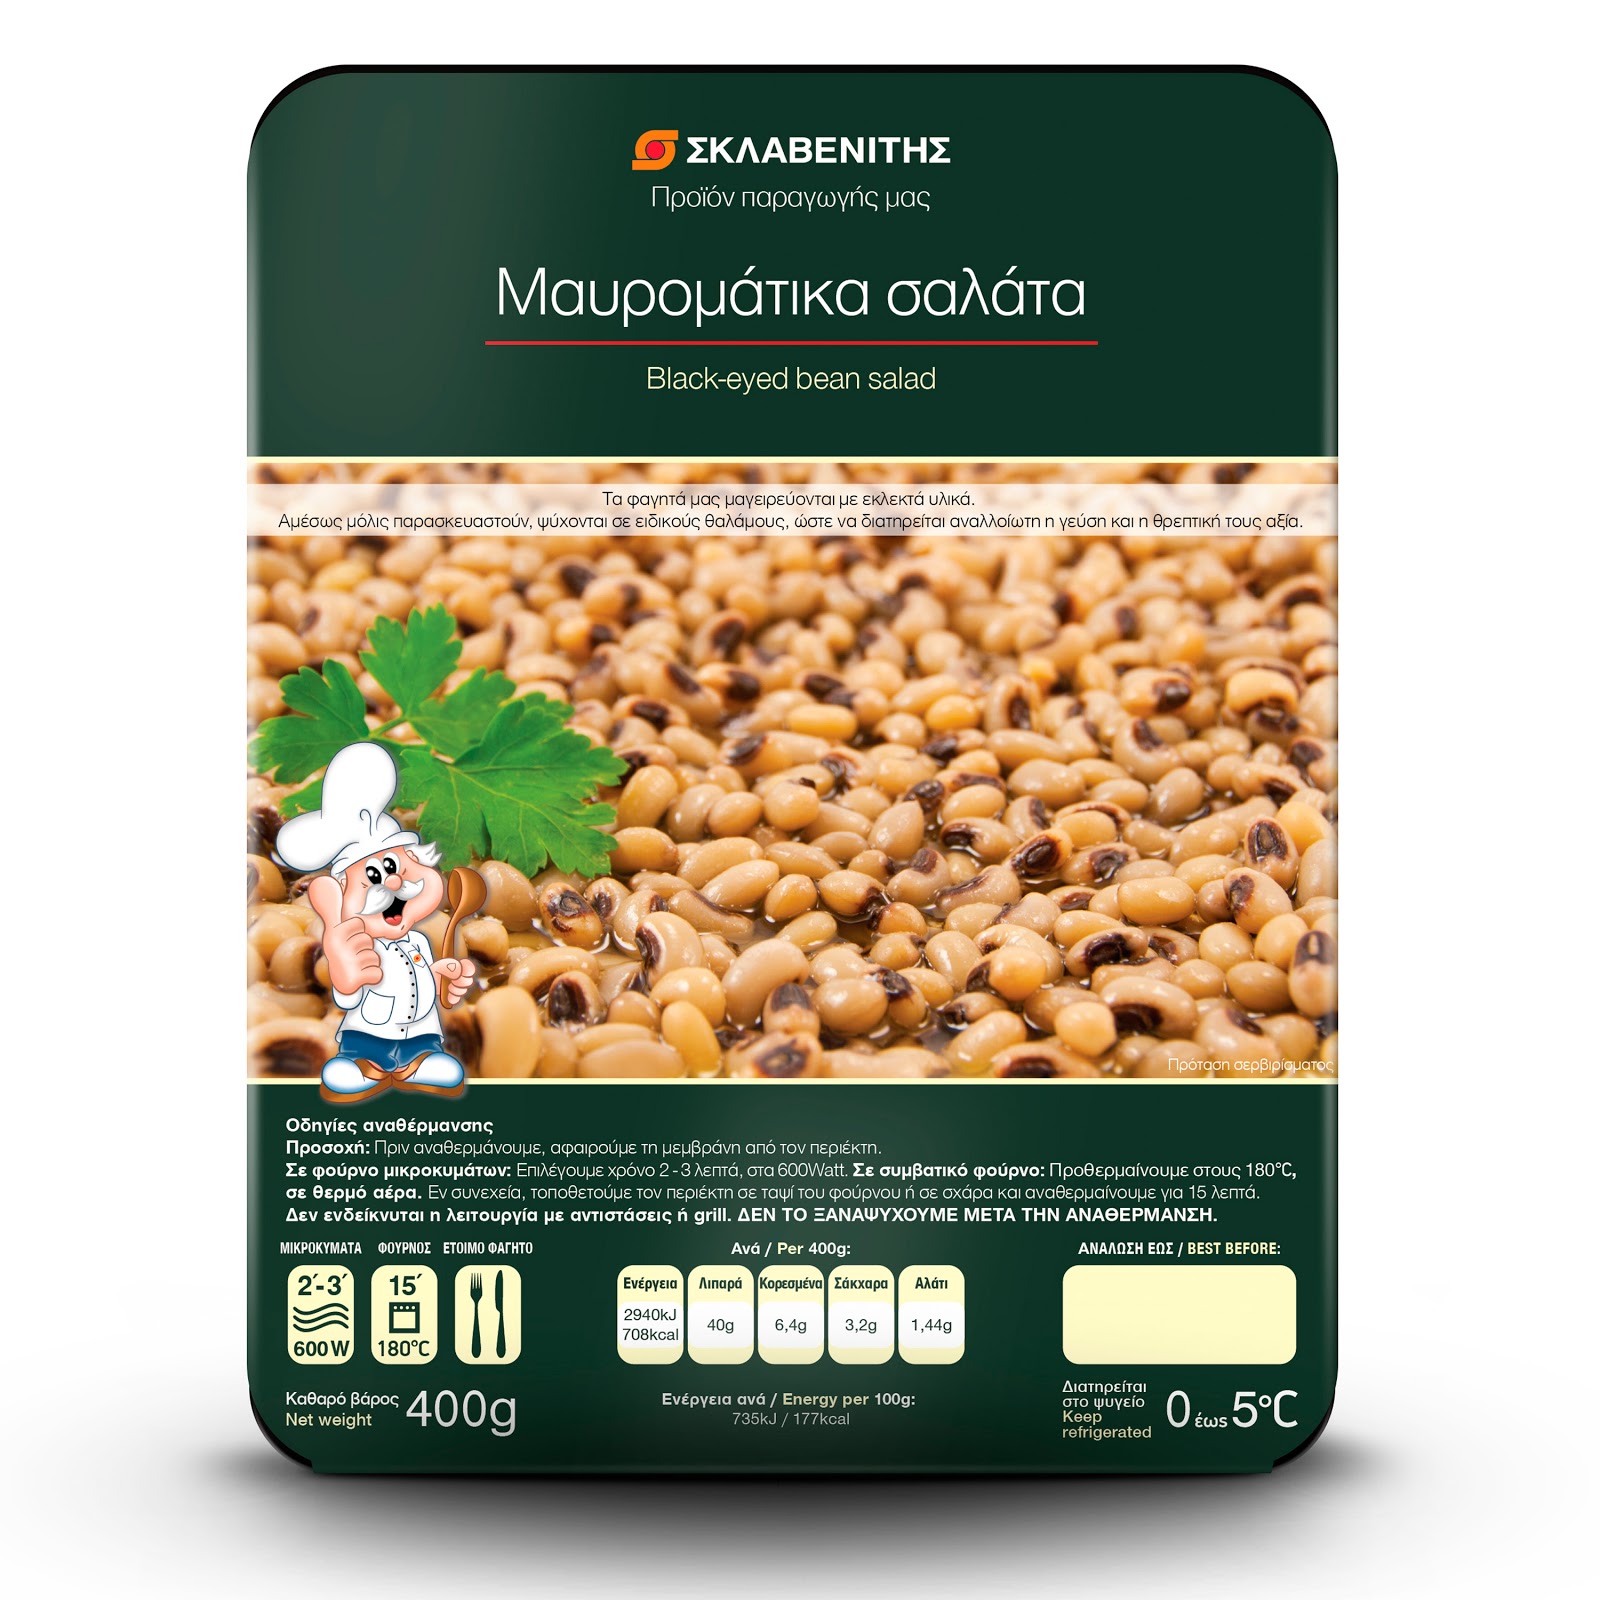 ΣΚΛΑΒΕΝΙΤΗΣ
Προϊόν παραγωγής μας
Μαυρομάτικα σαλάτα
Black-eyed bean salad
Τα φαγητά μας μαγειρεύονται με εκλεκτά υλικά.
Αμέσως μόλις παρασκευαστούν, ψύχονται σε ειδικούς θαλάμους, ώστε να διατηρείται αναλλοίωτη η γεύση και η θρεπτική τους αξία.
Πρόταση σερβιρίσματος
Οδηγίες αναθέρμανσης
Προσοχή: Πριν αναθερμάνουμε, αφαιρούμε τη μεμβράνη από τον περιέκτη.
Σε φούρνο μικροκυμάτων: Επιλέγουμε χρόνο 2 - 3 λεπτά, στα 600Watt. Σε συμβατικό φούρνο: Προθερμαίνουμε στους 180°C,
σε θερμό αέρα. Εν συνεχεία, τοποθετούμε τον περιέκτη σε ταψί του φούρνου ή σε σχάρα και αναθερμαίνουμε για 15 λεπτά.
Δεν ενδείκνυται η λειτουργία με αντιστάσεις ή grill. ΔΕΝ ΤΟ ΞΑΝΑΨΥΧΟΥΜΕ ΜΕΤΑ ΤΗΝ ΑΝΑΘΕΡΜΑΝΣΗ.
ΜΙΚΡΟΚΥΜΑΤΑ ΦΟΥΡΝΟΣ ΕΤΟΙΜΟ ΦΑΓΗΤΟ
2΄-3΄ 15΄
600W 180°C
Ανά / Per 400g:
Ενέργεια Λιπαρά Κορεσμένα Σάκχαρα Αλάτι
2940kJ
708kcal 40g 6,4g 3,2g 1,44g
ΑΝΑΛΩΣΗ ΕΩΣ / BEST BEFORE:
Καθαρό βάρος
Net weight 400g
Ενέργεια ανά / Energy per 100g:
735kJ / 177kcal
Διατηρείται
στο ψυγείο
Keep
refrigerated
0 έως 5°C